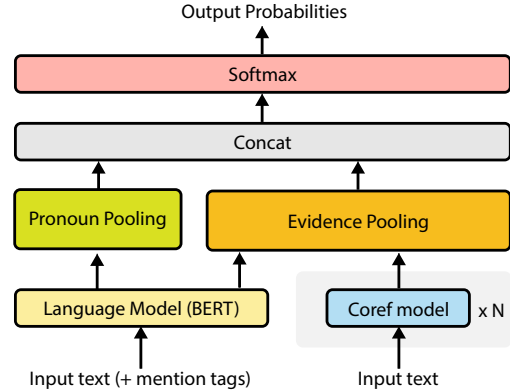 Output Probabilities
Softmax
Concat
Pronoun Pooling
Evidence Pooling
Language Model (BERT)
Coref model
x N
Input text (+ mention tags)
Input text